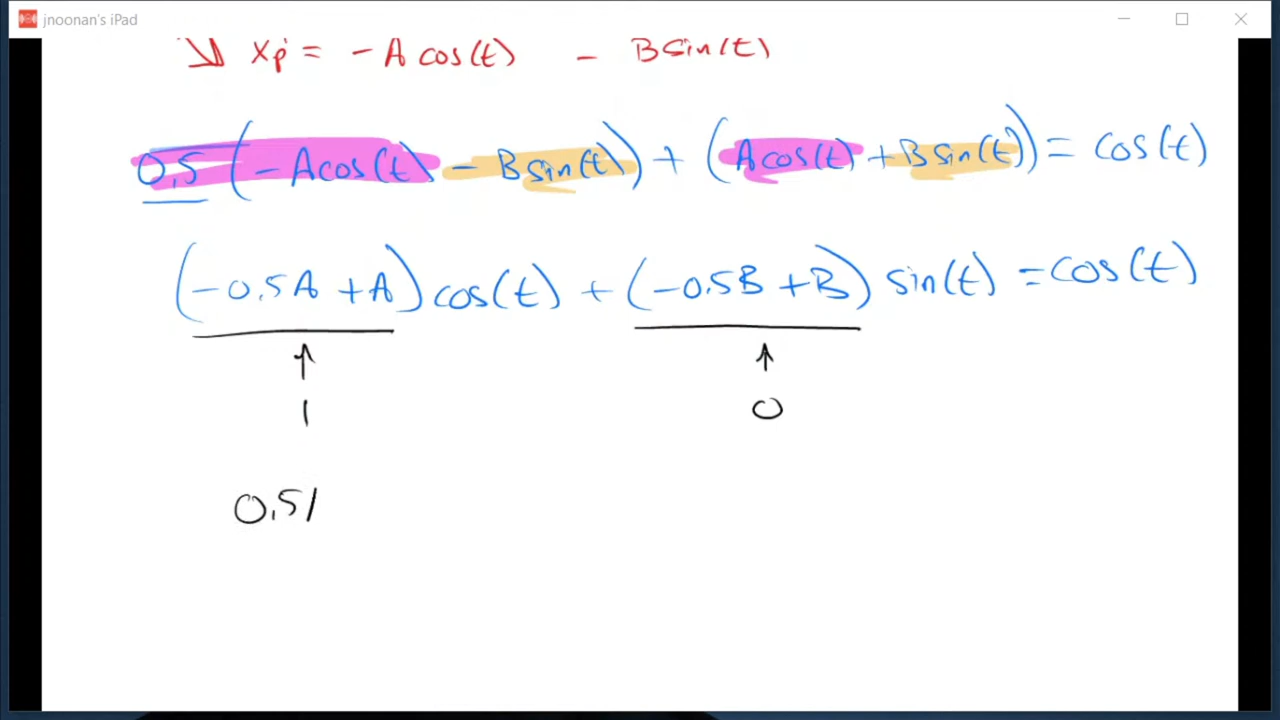 jnoonan's iPad
↘ Xp = - A cos(t) - B sin(t)
0.5 (- A cos(t) - B sin(t)) + (A cos(t) + B sin(t)) = cos(t)
(-0.5A + A) cos(t) + (-0.5B + B) sin(t) = cos(t)
↑ ↑
1 0
0.5/